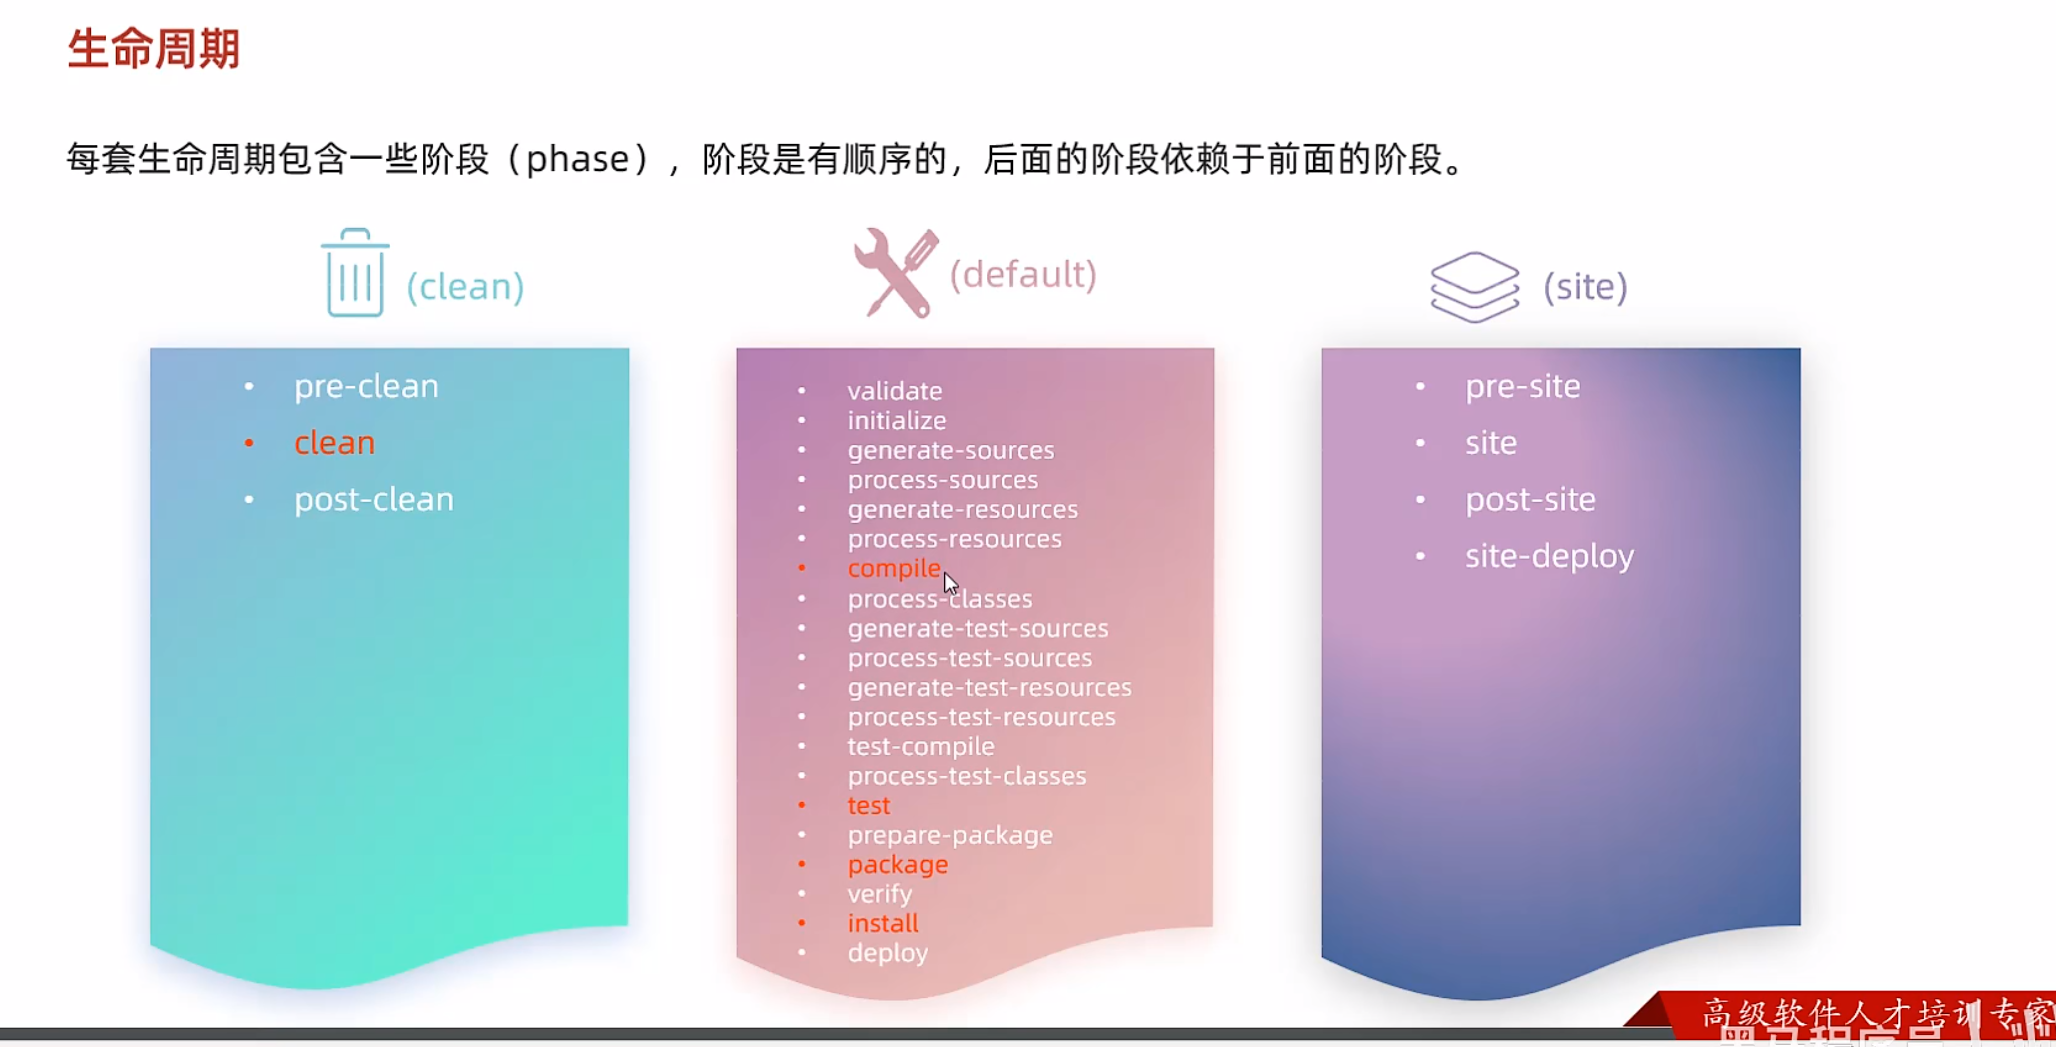 生命周期
每套生命周期包含一些阶段（phase），阶段是有顺序的，后面的阶段依赖于前面的阶段。
(clean)
• pre-clean
• clean
• post-clean
(default)
• validate
• initialize
• generate-sources
• process-sources
• generate-resources
• process-resources
• compile
• process-classes
• generate-test-sources
• process-test-sources
• generate-test-resources
• process-test-resources
• test-compile
• process-test-classes
• test
• prepare-package
• package
• verify
• install
• deploy
(site)
• pre-site
• site
• post-site
• site-deploy
高级软件人才培训专家
黑马程序员